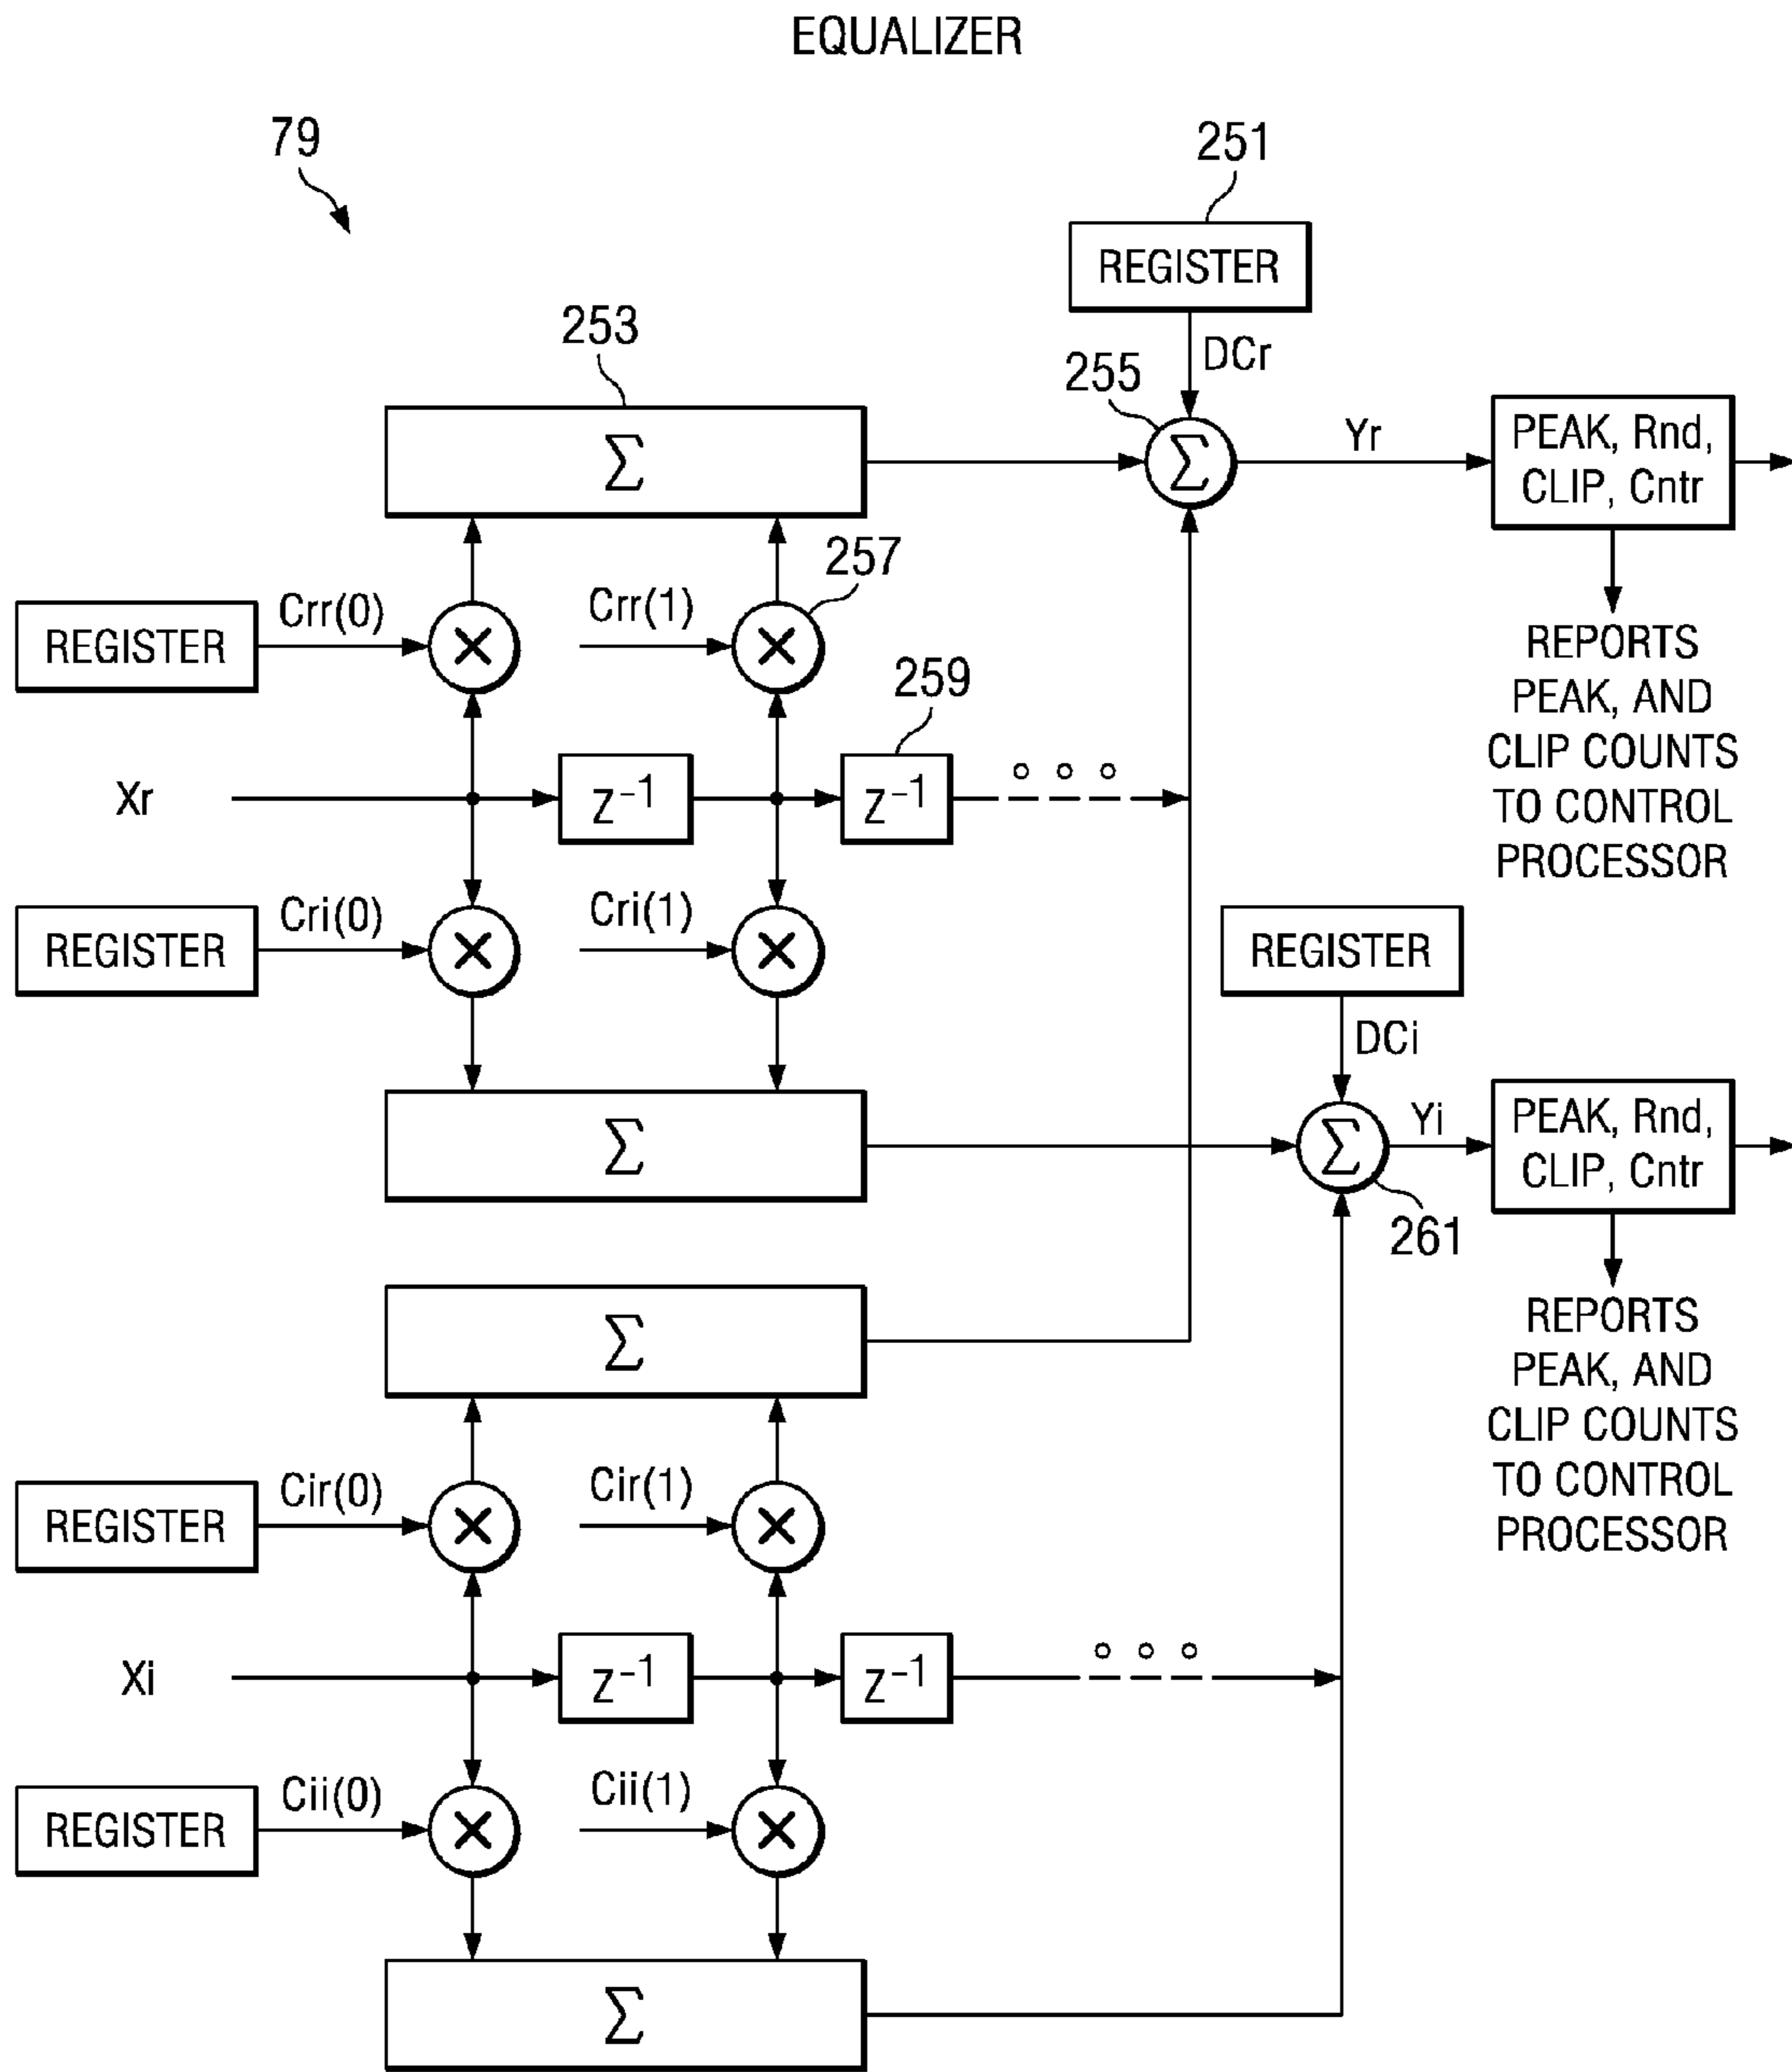 EQUALIZER
79
251
REGISTER
253
255
DCr
Σ
Σ
Yr
PEAK, Rnd,
CLIP, Cntr
257
REGISTER
Crr(0)
×
Crr(1)
×
REPORTS
PEAK, AND
CLIP COUNTS
TO CONTROL
PROCESSOR
259
Xr
z⁻¹
z⁻¹
REGISTER
Cri(0)
×
Cri(1)
×
REGISTER
DCi
Σ
Σ
Yi
PEAK, Rnd,
CLIP, Cntr
261
Σ
REPORTS
PEAK, AND
CLIP COUNTS
TO CONTROL
PROCESSOR
REGISTER
Cir(0)
×
Cir(1)
×
Xi
z⁻¹
z⁻¹
REGISTER
Cii(0)
×
Cii(1)
×
Σ